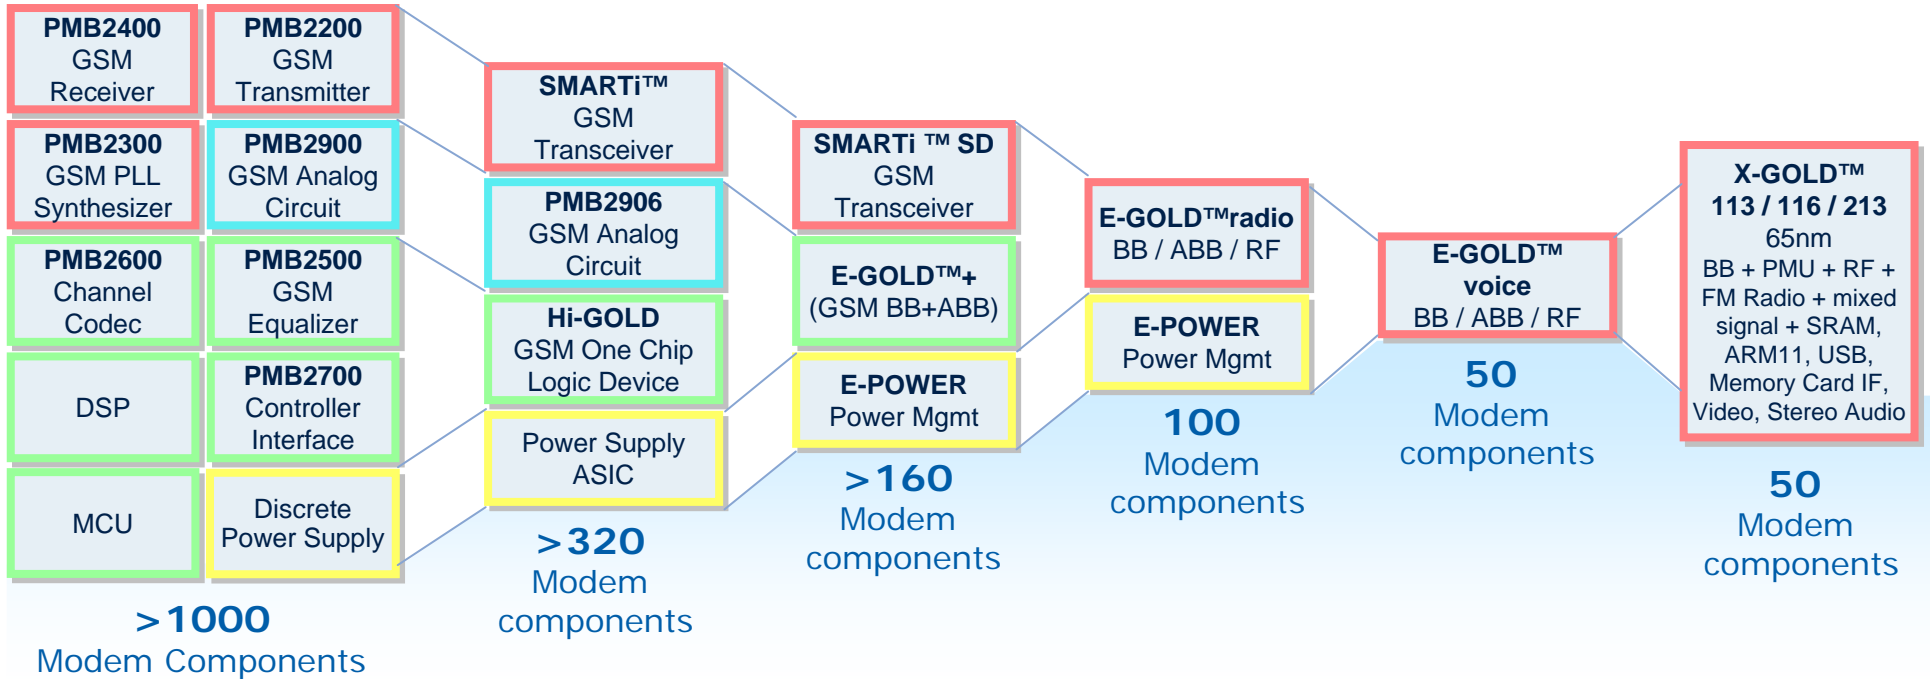 PMB2400
GSM
Receiver
PMB2200
GSM
Transmitter
PMB2300
GSM PLL
Synthesizer
PMB2900
GSM Analog
Circuit
PMB2600
Channel
Codec
PMB2500
GSM
Equalizer
DSP
PMB2700
Controller
Interface
MCU
Discrete
Power Supply
>1000
Modem Components
SMARTi™
GSM
Transceiver
PMB2906
GSM Analog
Circuit
Hi-GOLD
GSM One Chip
Logic Device
Power Supply
ASIC
>320
Modem
components
SMARTi ™ SD
GSM
Transceiver
E-GOLD™+
(GSM BB+ABB)
E-POWER
Power Mgmt
>160
Modem
components
E-GOLD™radio
BB / ABB / RF
E-POWER
Power Mgmt
100
Modem
components
E-GOLD™
voice
BB / ABB / RF
50
Modem
components
X-GOLD™
113 / 116 / 213
65nm
BB + PMU + RF +
FM Radio + mixed
signal + SRAM,
ARM11, USB,
Memory Card IF,
Video, Stereo Audio
50
Modem
components